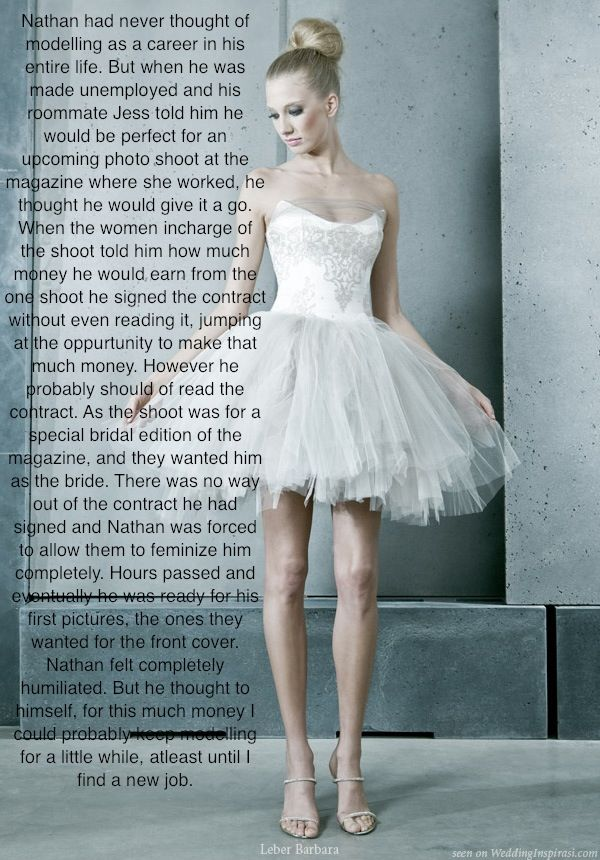 Nathan had never thought of
modelling as a career in his
entire life. But when he was
made unemployed and his
roommate Jess told him he
would be perfect for an
upcoming photo shoot at the
magazine where she worked, he
thought he would give it a go.
When the women incharge of
the shoot told him how much
money he would earn from the
one shoot he signed the contract
without even reading it, jumping
at the oppurtunity to make that
much money. However he
probably should of read the
contract. As the shoot was for a
special bridal edition of the
magazine, and they wanted him
as the bride. There was no way
out of the contract he had
signed and Nathan was forced
to allow them to feminize him
completely. Hours passed and
eventually he was ready for his
first pictures, the ones they
wanted for the front cover.
Nathan felt completely
humiliated. But he thought to
himself, for this much money I
could probably keep modelling
for a little while, atleast until I
find a new job.
Leber Barbara
seen on WeddingInspirasi.com